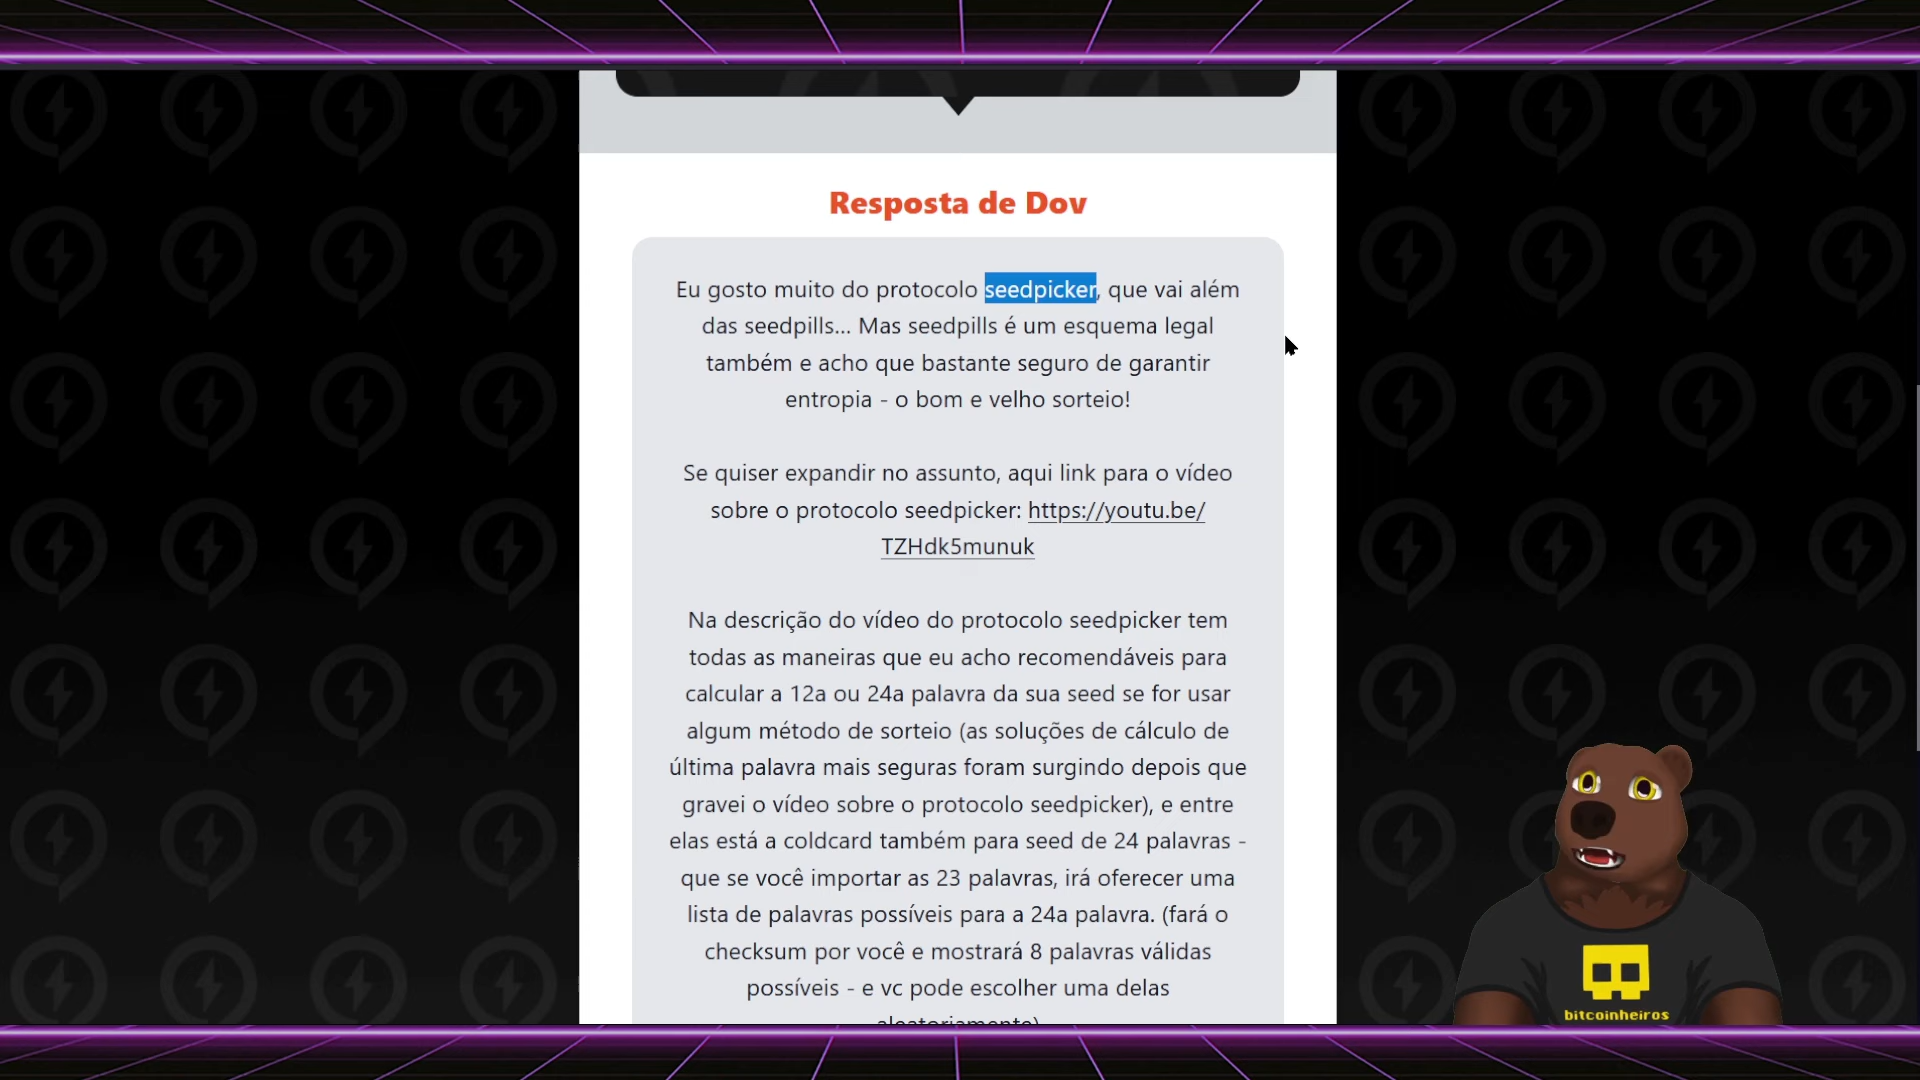 Resposta de Dov
Eu gosto muito do protocolo seedpicker, que vai além
das seedpills... Mas seedpills é um esquema legal
também e acho que bastante seguro de garantir
entropia - o bom e velho sorteio!
Se quiser expandir no assunto, aqui link para o vídeo
sobre o protocolo seedpicker: https://youtu.be/
TZHdk5munuk
Na descrição do vídeo do protocolo seedpicker tem
todas as maneiras que eu acho recomendáveis para
calcular a 12a ou 24a palavra da sua seed se for usar
algum método de sorteio (as soluções de cálculo de
última palavra mais seguras foram surgindo depois que
gravei o vídeo sobre o protocolo seedpicker), e entre
elas está a coldcard também para seed de 24 palavras -
que se você importar as 23 palavras, irá oferecer uma
lista de palavras possíveis para a 24a palavra. (fará o
checksum por você e mostrará 8 palavras válidas
possíveis - e vc pode escolher uma delas
aleatoriamente)
bitcoinheiros